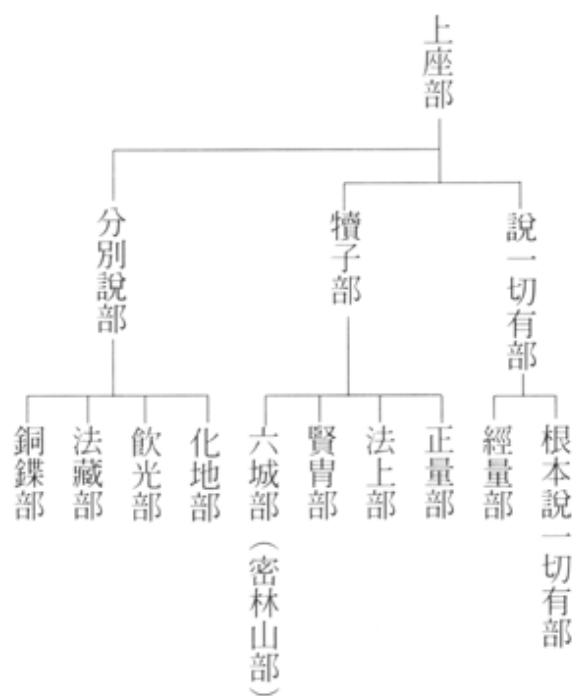 上座部
說一切有部
犢子部
分別說部
根本說一切有部
經量部
正量部
法上部
賢冑部
六城部（密林山部）
化地部
飲光部
法藏部
銅鍱部